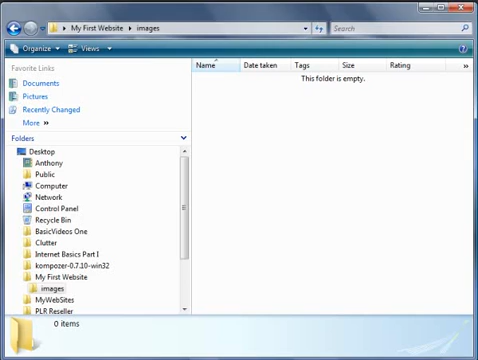 My First Website ▸ images
Search
Organize Views
Favorite Links
Documents
Pictures
Recently Changed
More »
Folders
Desktop
Anthony
Public
Computer
Network
Control Panel
Recycle Bin
BasicVideos One
Clutter
Internet Basics Part I
kompozer-0.7.10-win32
My First Website
images
MyWebSites
PLR Reseller
Name Date taken Tags Size Rating »
This folder is empty.
0 items